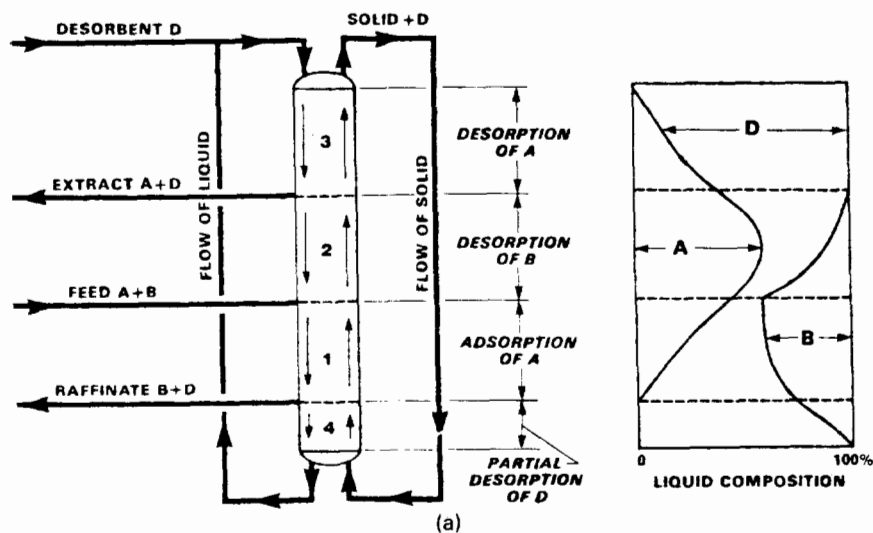 DESORBENT D
SOLID + D
3
DESORPTION
OF A
D
EXTRACT A+D
FLOW OF LIQUID
FLOW OF SOLID
2
DESORPTION
OF B
A
FEED A+B
1
ADSORPTION
OF A
B
RAFFINATE B+D
4
PARTIAL
DESORPTION
OF D
0
100%
LIQUID COMPOSITION
(a)